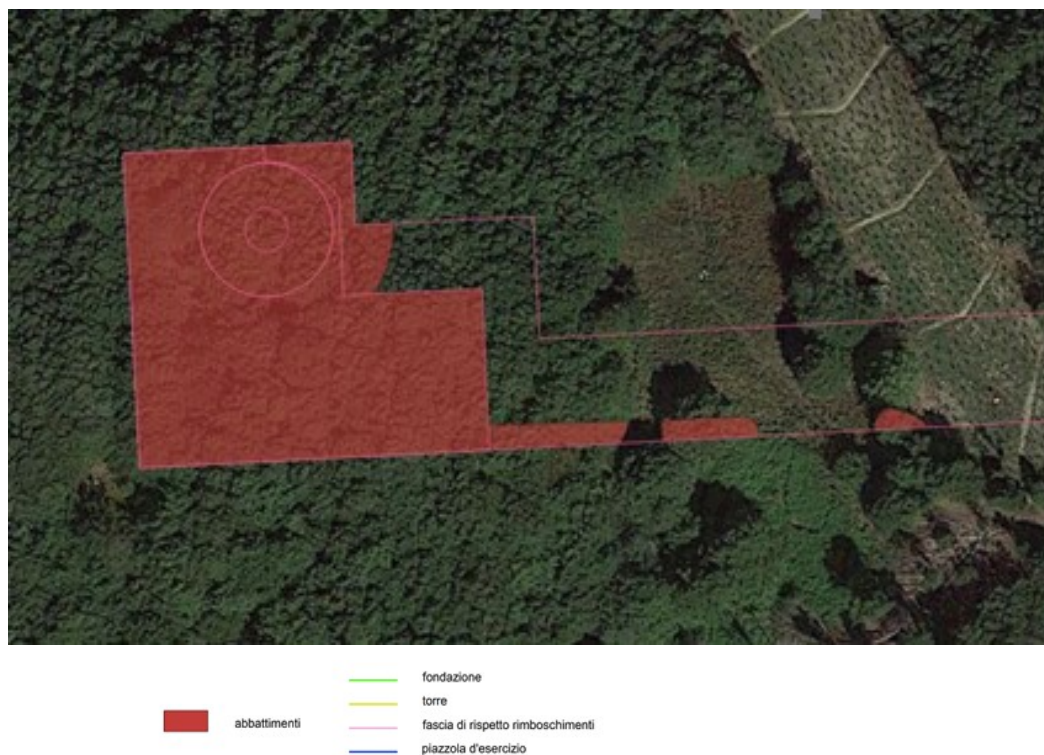 abbattimenti
fondazione
torre
fascia di rispetto rimboschimenti
piazzola d'esercizio